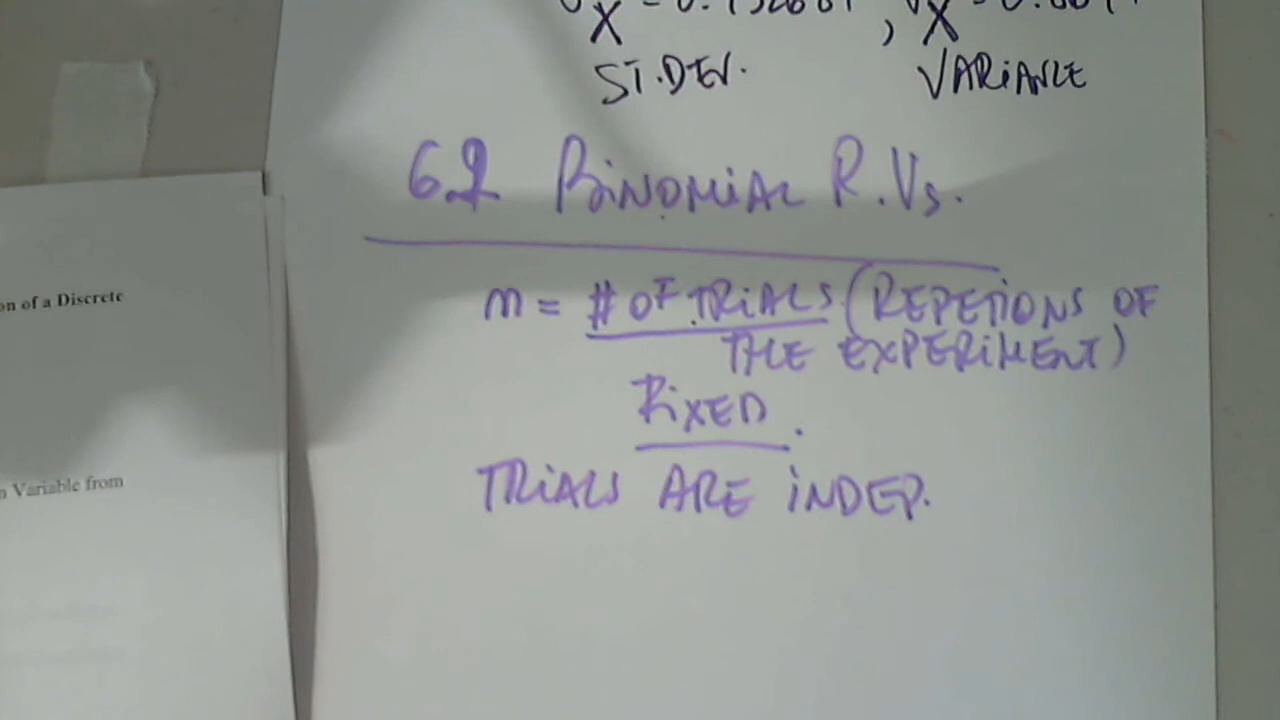 ST.DEV. , VARIANCE
6.2 BiNOMiAL R.Vs.
n = # OF TRiALS (REPETIONS OF
THE EXPERiMENT)
FiXED.
TRiALS ARE iNDEP.
on of a Discrete
n Variable from